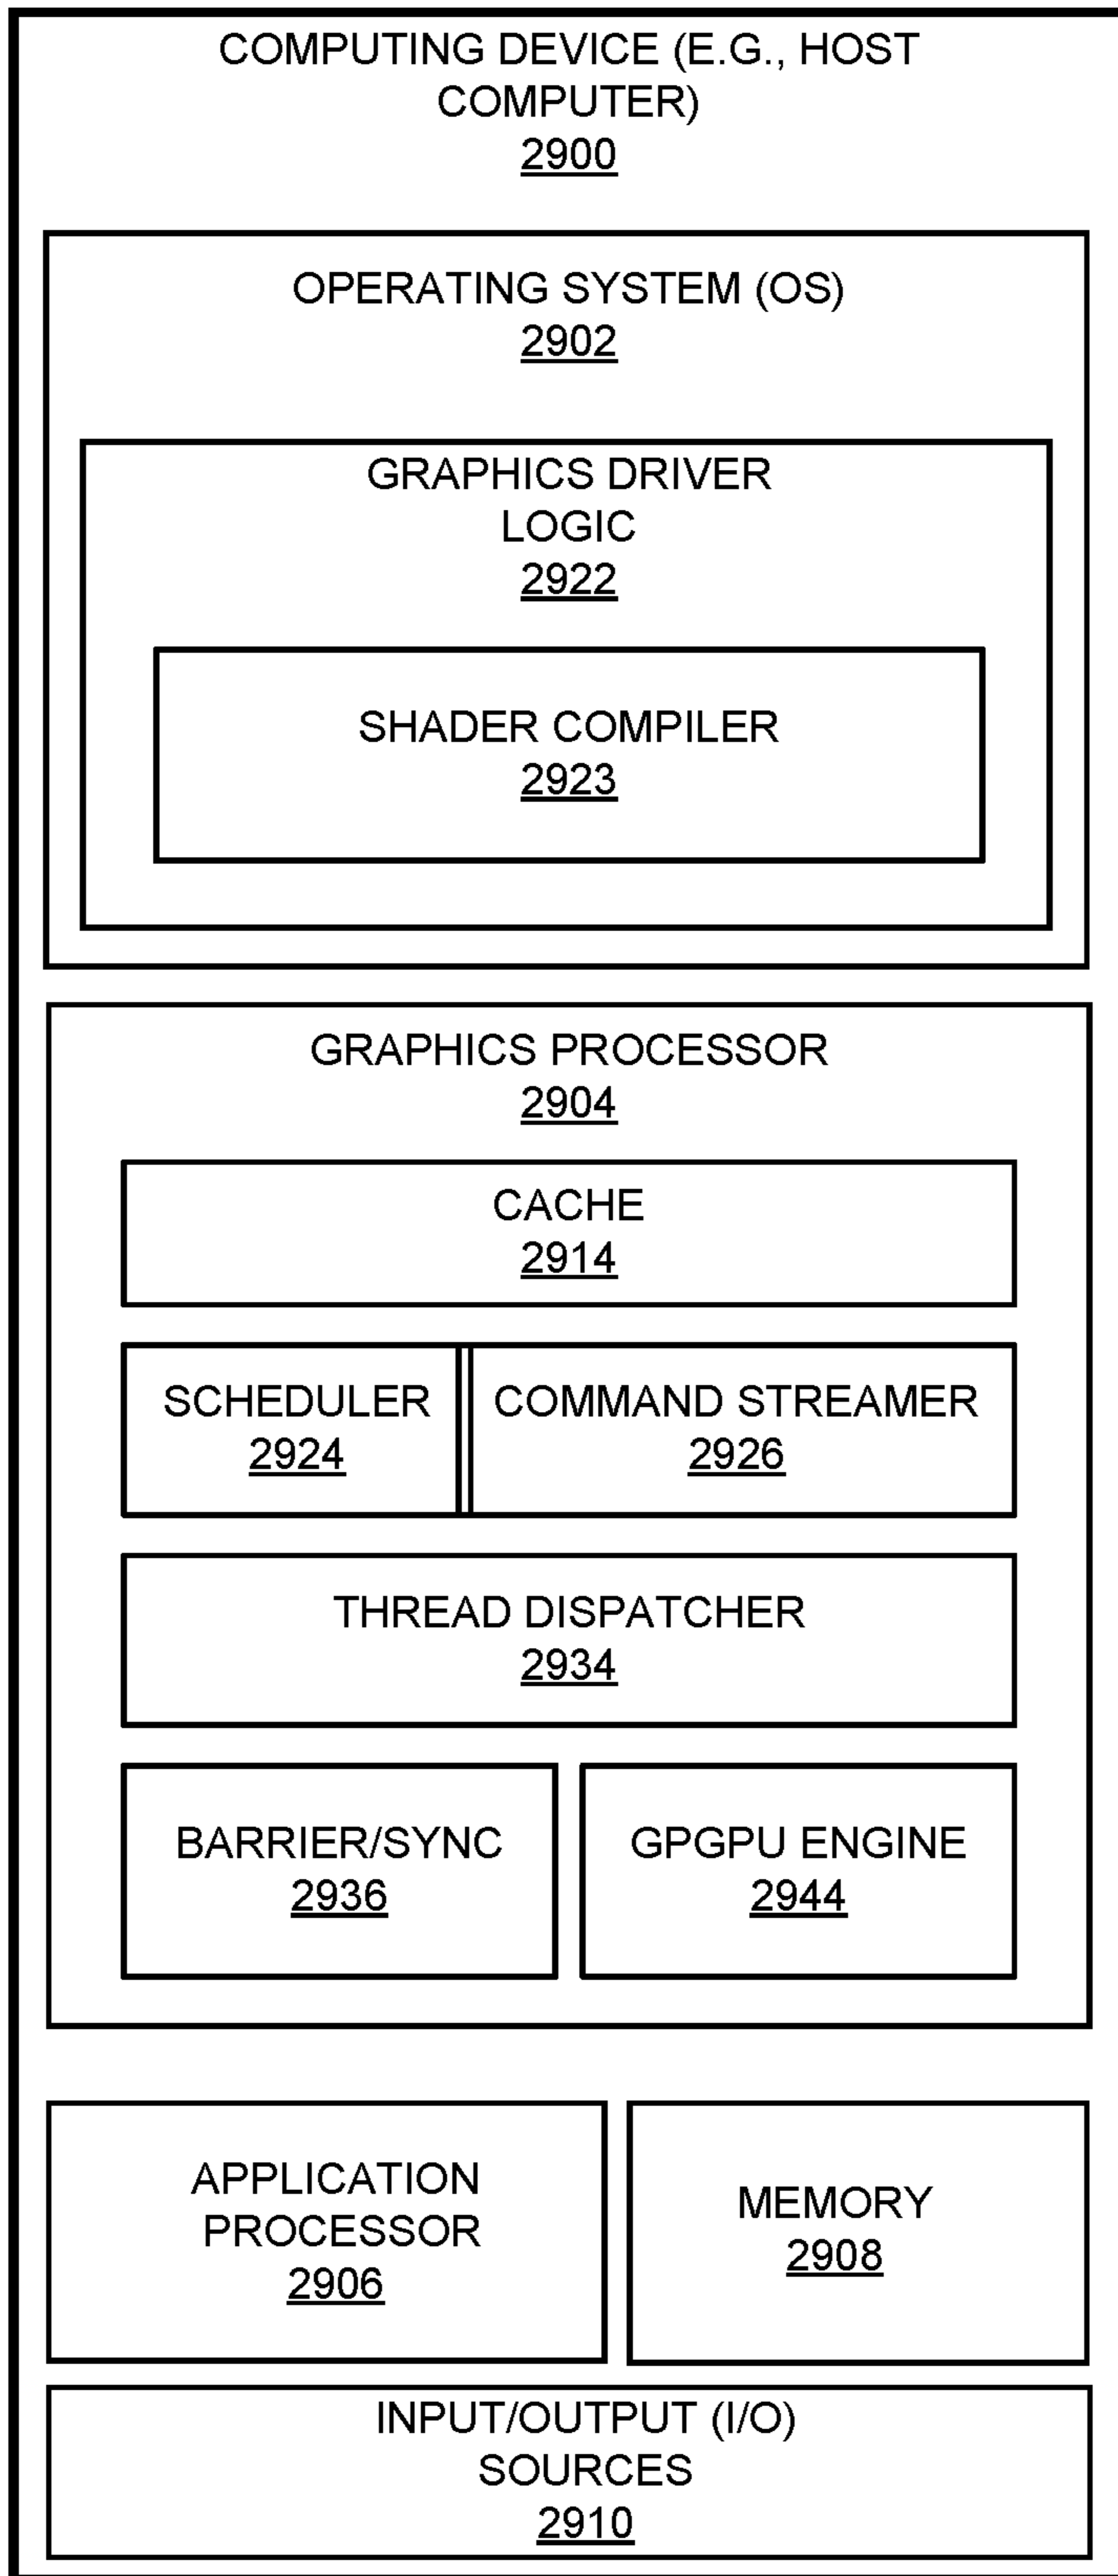 COMPUTING DEVICE (E.G., HOST
COMPUTER)
2900
OPERATING SYSTEM (OS)
2902
GRAPHICS DRIVER
LOGIC
2922
SHADER COMPILER
2923
GRAPHICS PROCESSOR
2904
CACHE
2914
SCHEDULER
2924
COMMAND STREAMER
2926
THREAD DISPATCHER
2934
BARRIER/SYNC
2936
GPGPU ENGINE
2944
APPLICATION
PROCESSOR
2906
MEMORY
2908
INPUT/OUTPUT (I/O)
SOURCES
2910